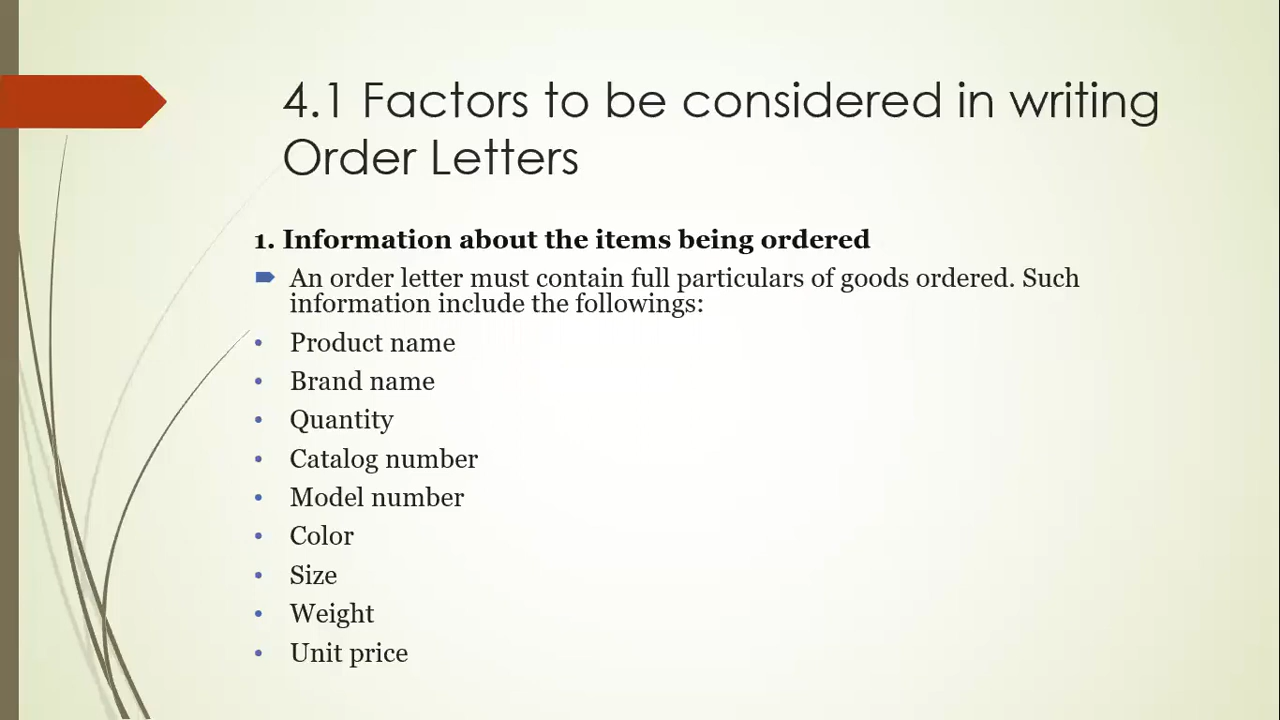 4.1 Factors to be considered in writing
Order Letters
1. Information about the items being ordered
An order letter must contain full particulars of goods ordered. Such
information include the followings:
• Product name
• Brand name
• Quantity
• Catalog number
• Model number
• Color
• Size
• Weight
• Unit price